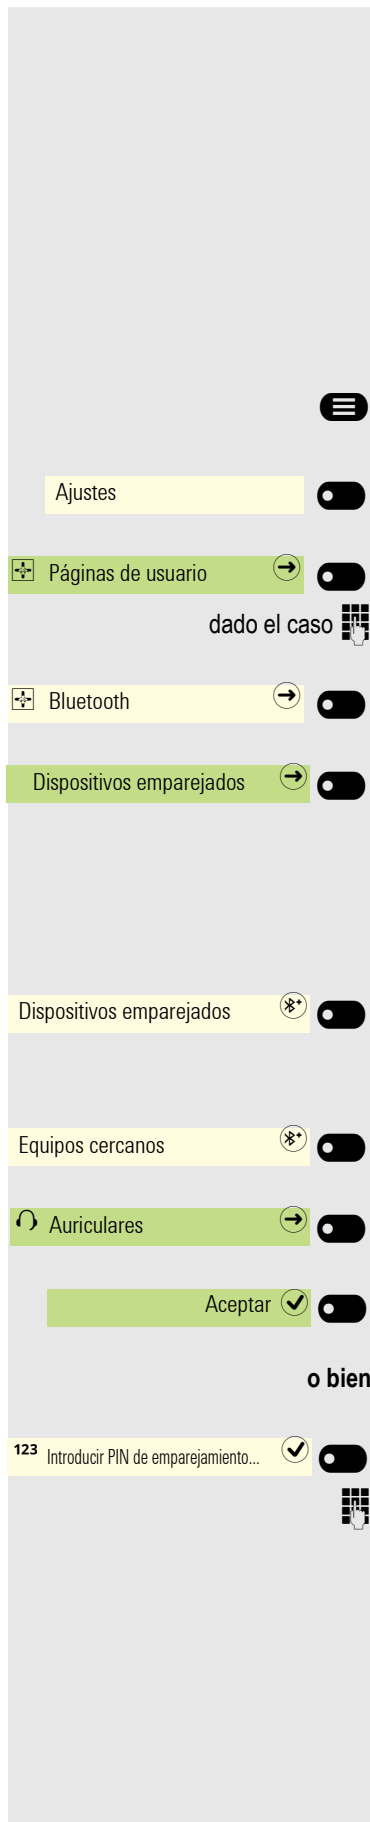 Ajustes
Páginas de usuario
dado el caso
Bluetooth
Dispositivos emparejados
Dispositivos emparejados
Equipos cercanos
Auriculares
Aceptar
o bien
123 Introducir PIN de emparejamiento...